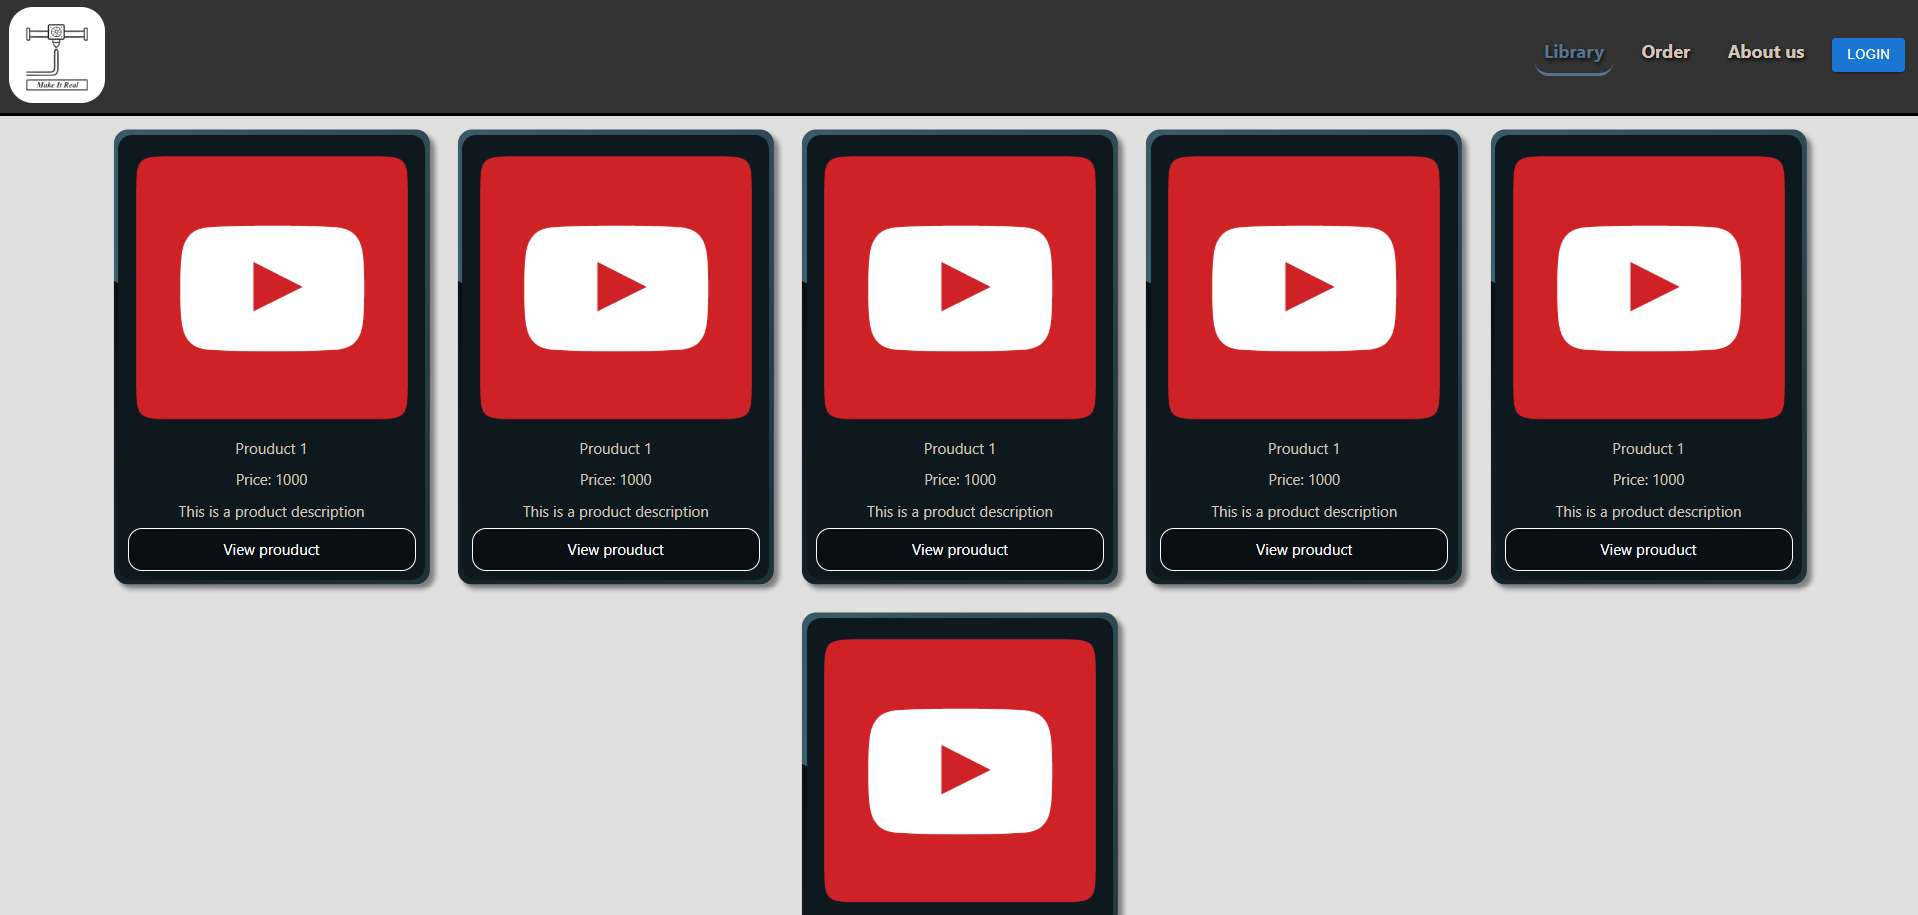 Make It Real
Library Order About us LOGIN
Prouduct 1 Prouduct 1 Prouduct 1 Prouduct 1 Prouduct 1
Price: 1000 Price: 1000 Price: 1000 Price: 1000 Price: 1000
This is a product description This is a product description This is a product description This is a product description This is a product description
View prouduct View prouduct View prouduct View prouduct View prouduct